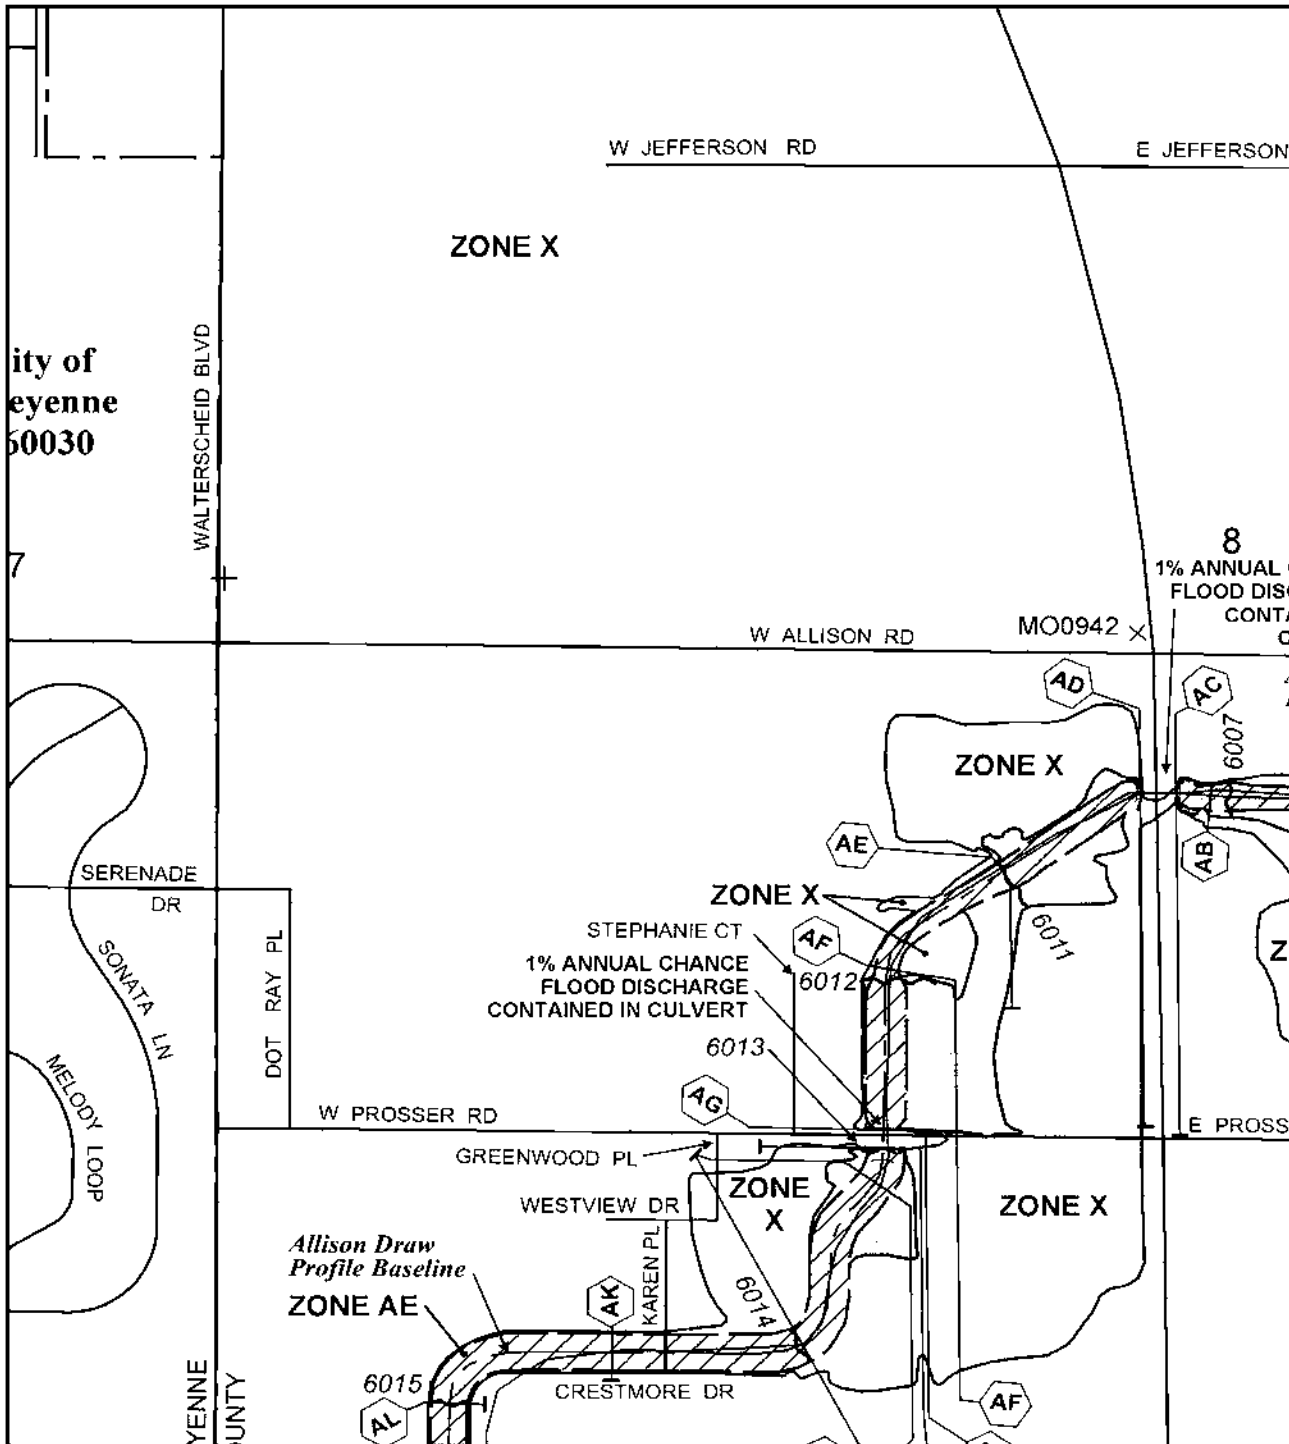 W JEFFERSON RD
E JEFFERSON
ZONE X
WALTERSCHEID BLVD
ity of
eyenne
60030
7
8
1% ANNUAL
FLOOD DISC
CONTA
C
MO0942
W ALLISON RD
AD
AC
6007
ZONE X
AE
AB
SERENADE
DR
ZONE X
STEPHANIE CT
AF
6011
Z
SONATA LN
DOT RAY PL
1% ANNUAL CHANCE
FLOOD DISCHARGE
CONTAINED IN CULVERT
6012
6013
MELODY LOOP
AG
W PROSSER RD
E PROSS
GREENWOOD PL
ZONE
X
ZONE X
WESTVIEW DR
KAREN PL
Allison Draw
Profile Baseline
ZONE AE
AK
6014
6015
CRESTMORE DR
AL
AF
YENNE
OUNTY